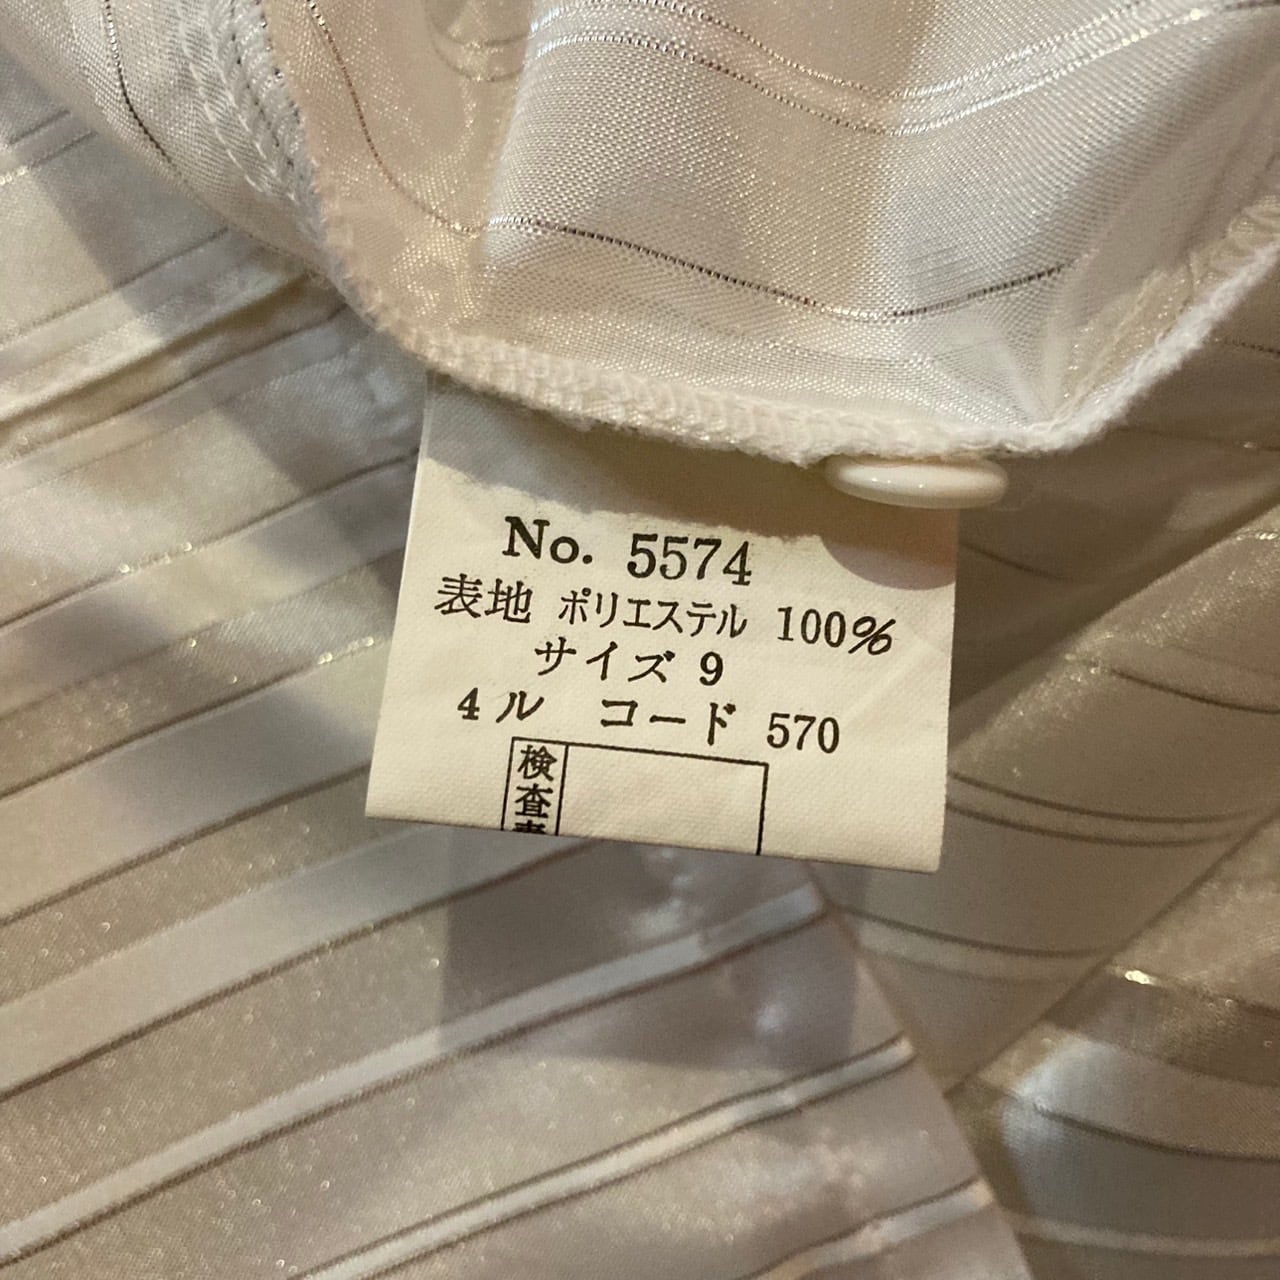 No. 5574
表地 ポリエステル 100%
サイズ 9
4 ル コード 570
検査